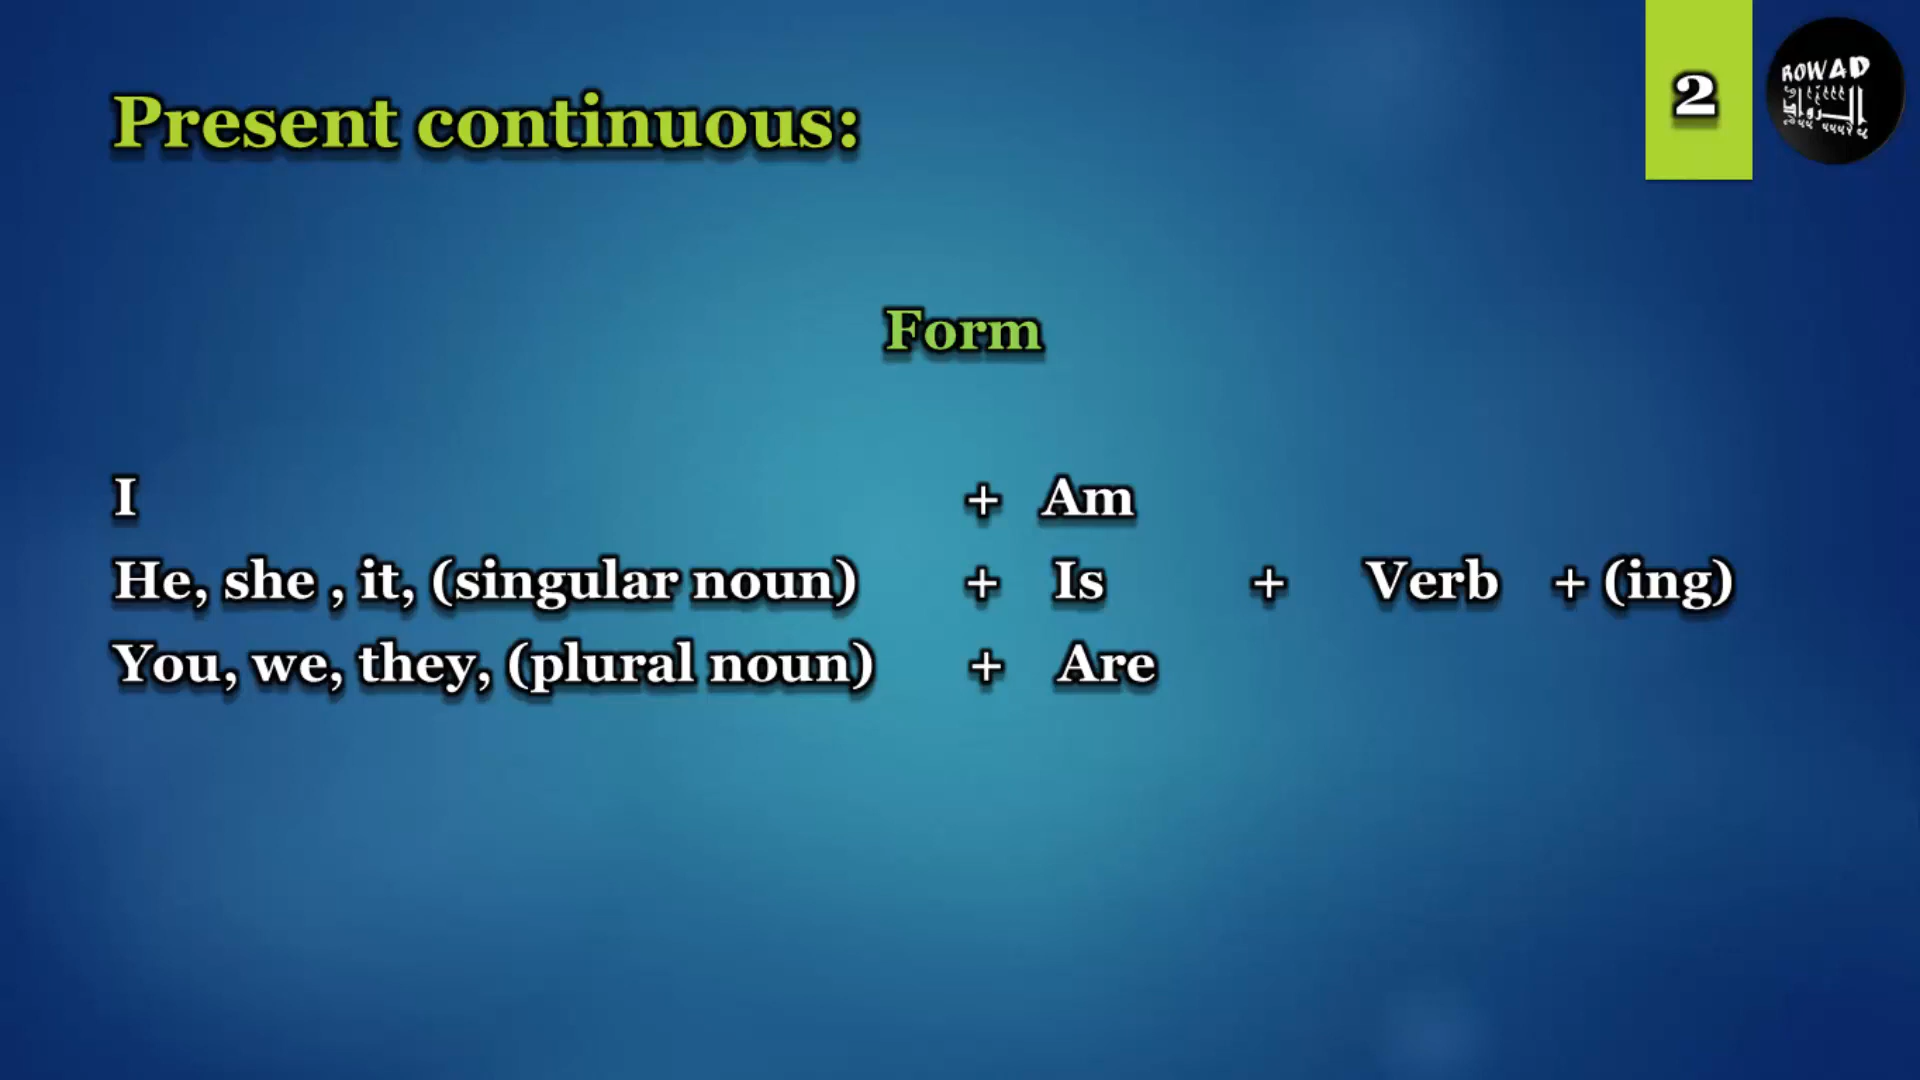 Present continuous:
2
ROWAD
Form
I + Am
He, she , it, (singular noun) + Is + Verb + (ing)
You, we, they, (plural noun) + Are